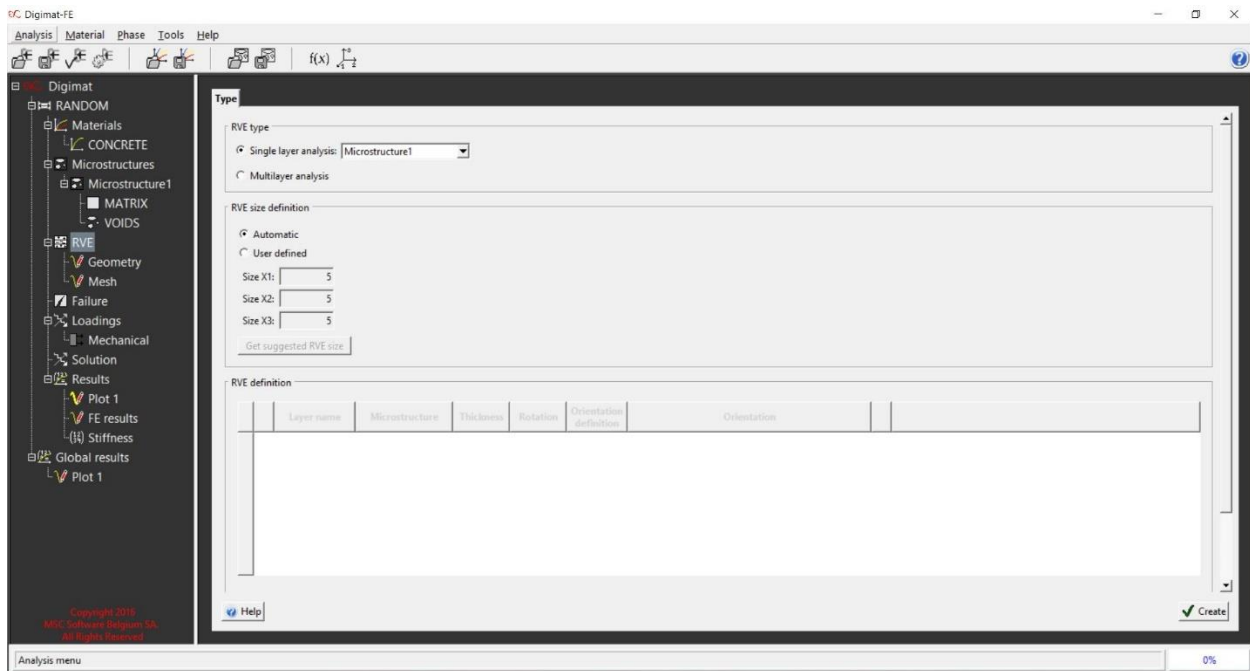 Digimat-FE
Analysis Material Phase Tools Help
f(x)
Digimat
RANDOM
Materials
CONCRETE
Microstructures
Microstructure1
MATRIX
VOIDS
RVE
Geometry
Mesh
Failure
Loadings
Mechanical
Solution
Results
Plot 1
FE results
Stiffness
Global results
Plot 1
Copyright 2016
MSC Software Belgium SA.
All Rights Reserved
Type
RVE type
Single layer analysis: Microstructure1
Multilayer analysis
RVE size definition
Automatic
User defined
Size X1: 5
Size X2: 5
Size X3: 5
Get suggested RVE size
RVE definition
Layer name Microstructure Thickness Rotation Orientation definition Orientation
Help
Create
Analysis menu
0%